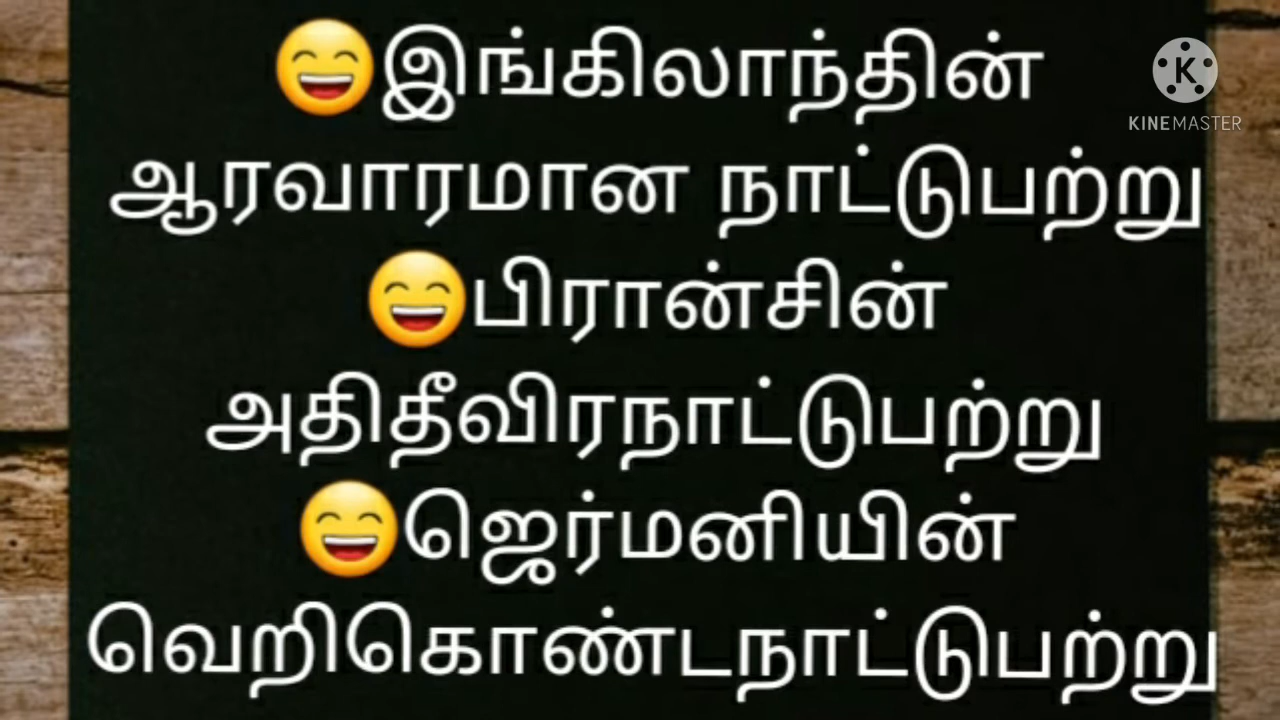 😄இங்கிலாந்தின்
ஆரவாரமான நாட்டுபற்று
😄பிரான்சின்
அதிதீவிரநாட்டுபற்று
😄ஜெர்மனியின்
வெறிகொண்டநாட்டுபற்று
K
KINEMASTER